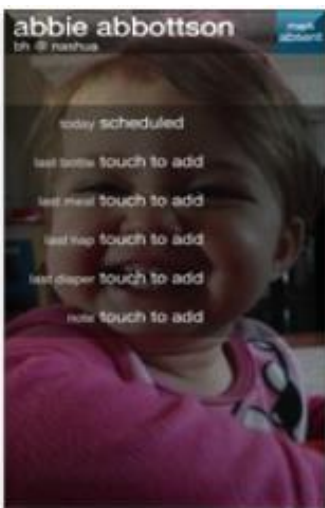 abbie abbottson
mark
absent
bh @ nashua
today scheduled
last bottle touch to add
last meal touch to add
last nap touch to add
last diaper touch to add
note touch to add